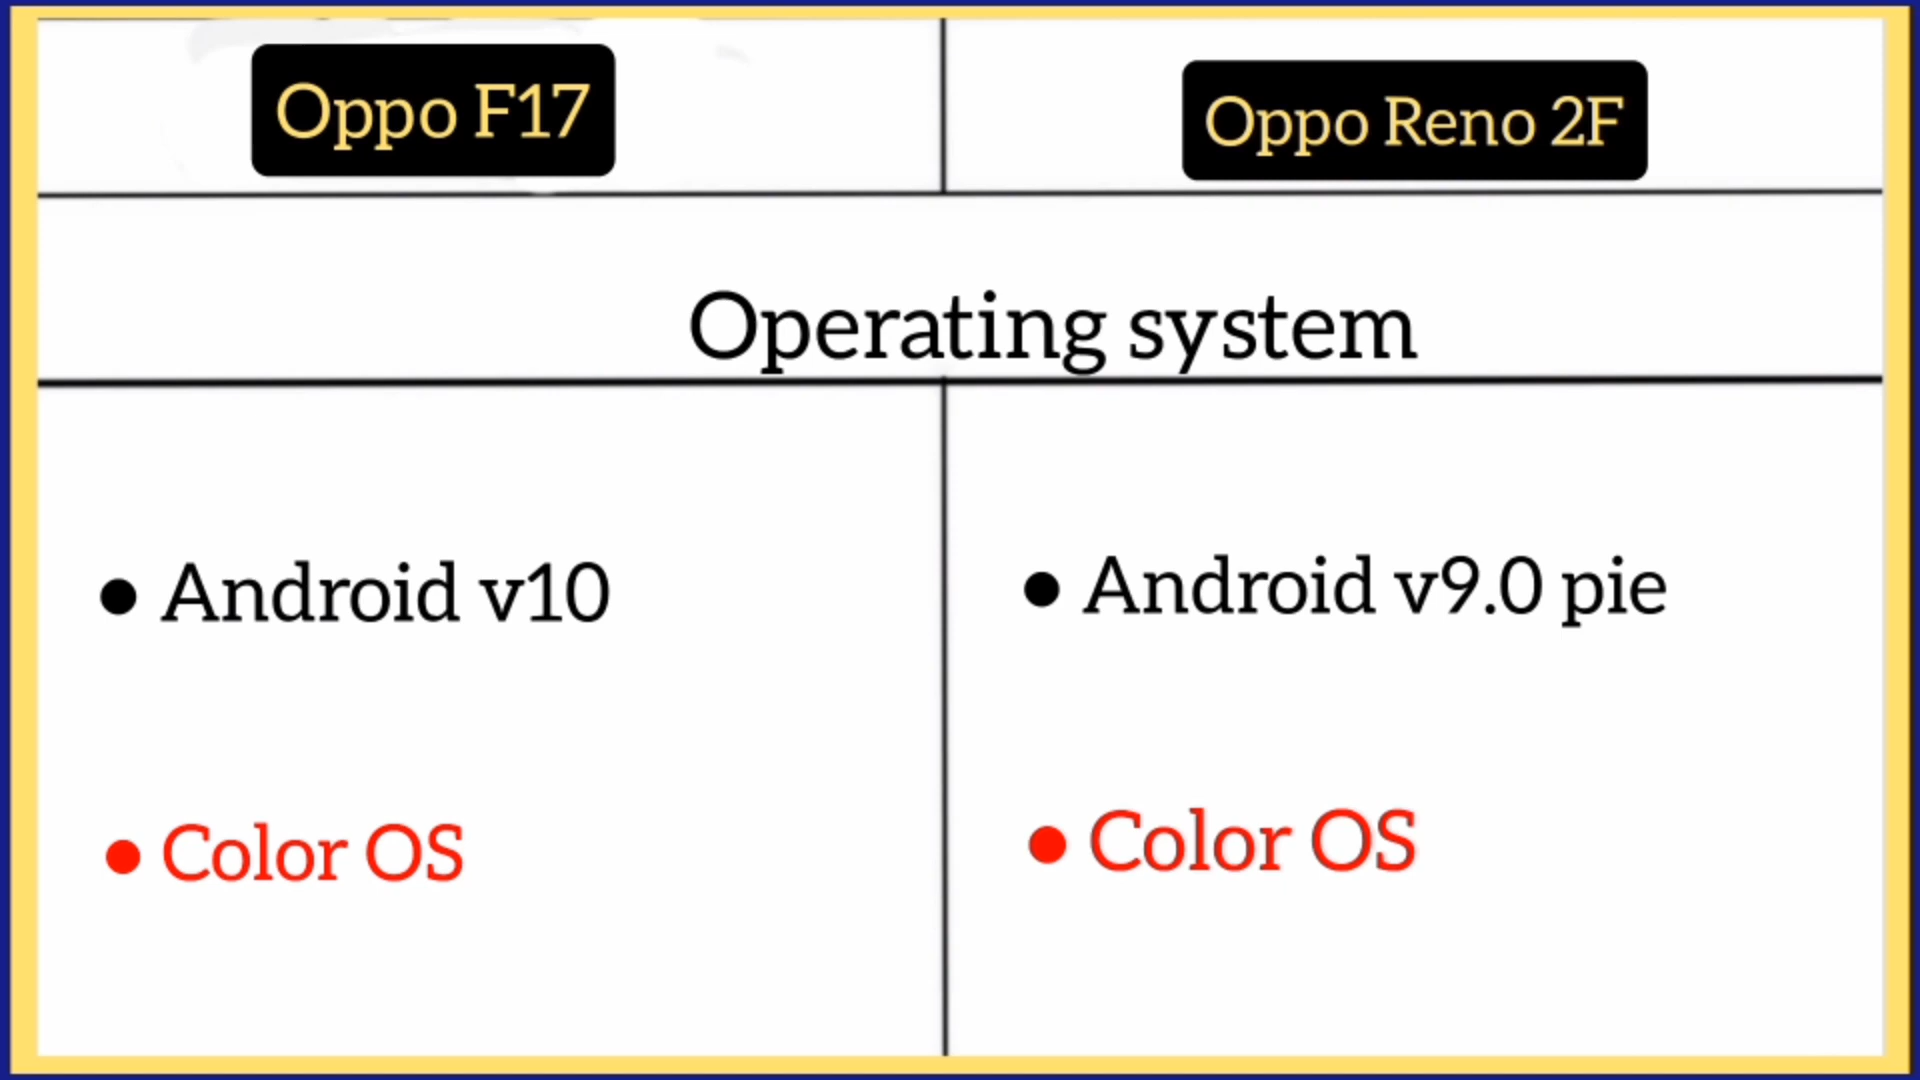 Oppo F17
Oppo Reno 2F
Operating system
• Android v10
• Android v9.0 pie
• Color OS
• Color OS